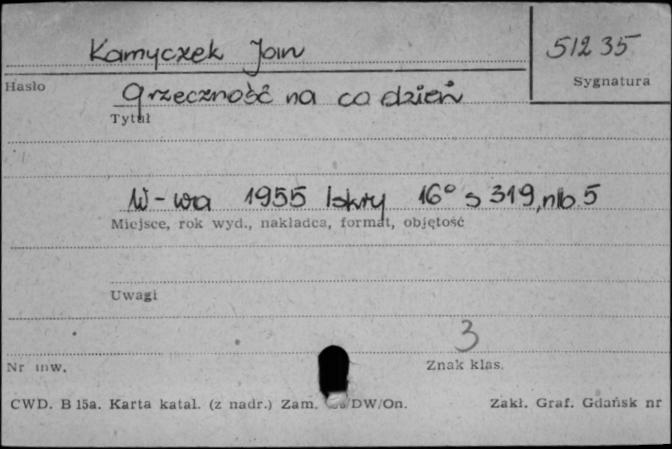 Kamyczek Jan
51235
Sygnatura
Hasło
Grzeczność na co dzień
Tytuł
W-wa 1955 Iskry 16° s 319, nlb. 5
Miejsce, rok wyd., nakładca, format, objętość
Uwagi
3
Nr inw.
Znak klas.
CWD. B 15a. Karta katal. (z nadr.) Zam. /DW/On.
Zakł. Graf. Gdańsk nr